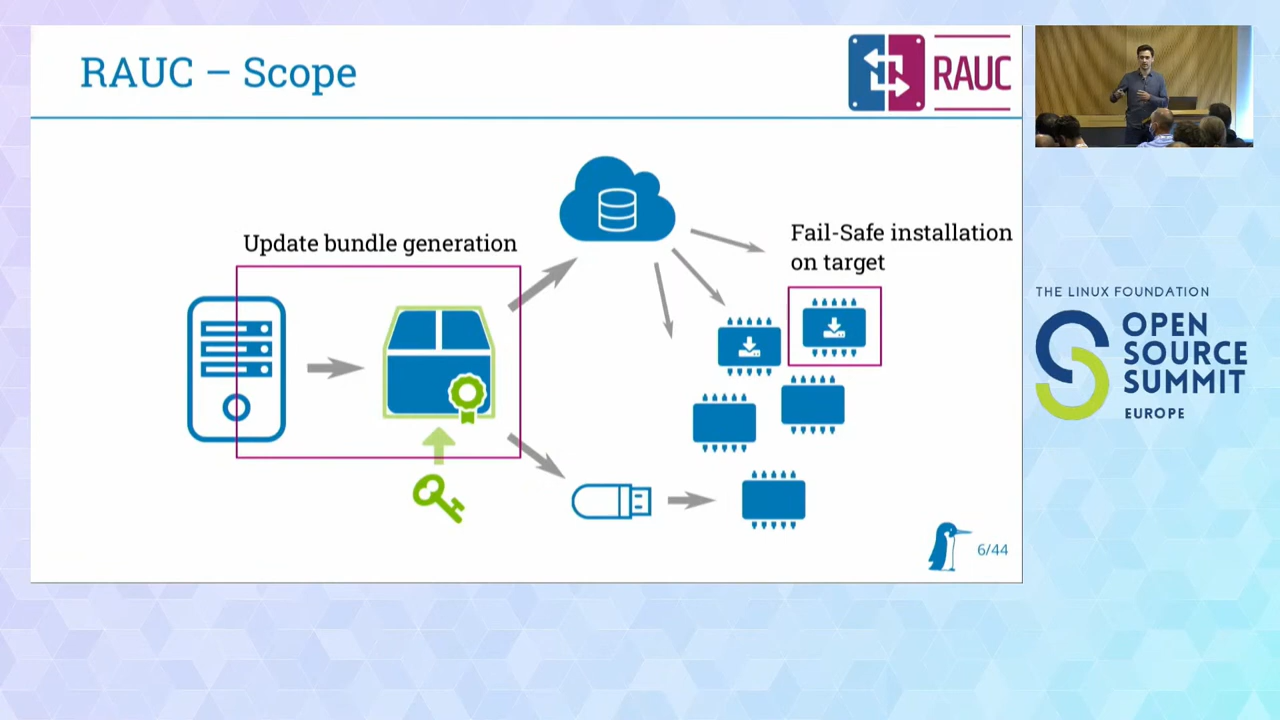 RAUC – Scope
RAUC
Update bundle generation
Fail-Safe installation
on target
6/44
THE LINUX FOUNDATION
OPEN
SOURCE
SUMMIT
EUROPE